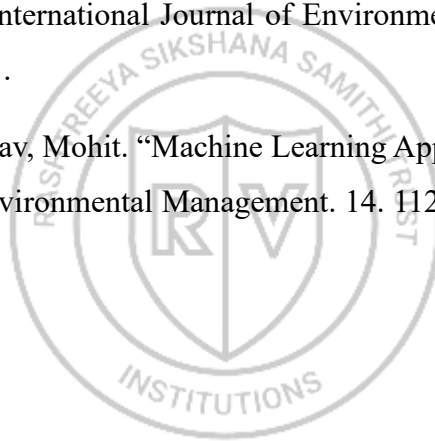 nternational Journal of Environme
.
av, Mohit. “Machine Learning App
vironmental Management. 14. 112
RASHTREEYA SIKSHANA SAMITHI TRUST
RV
INSTITUTIONS